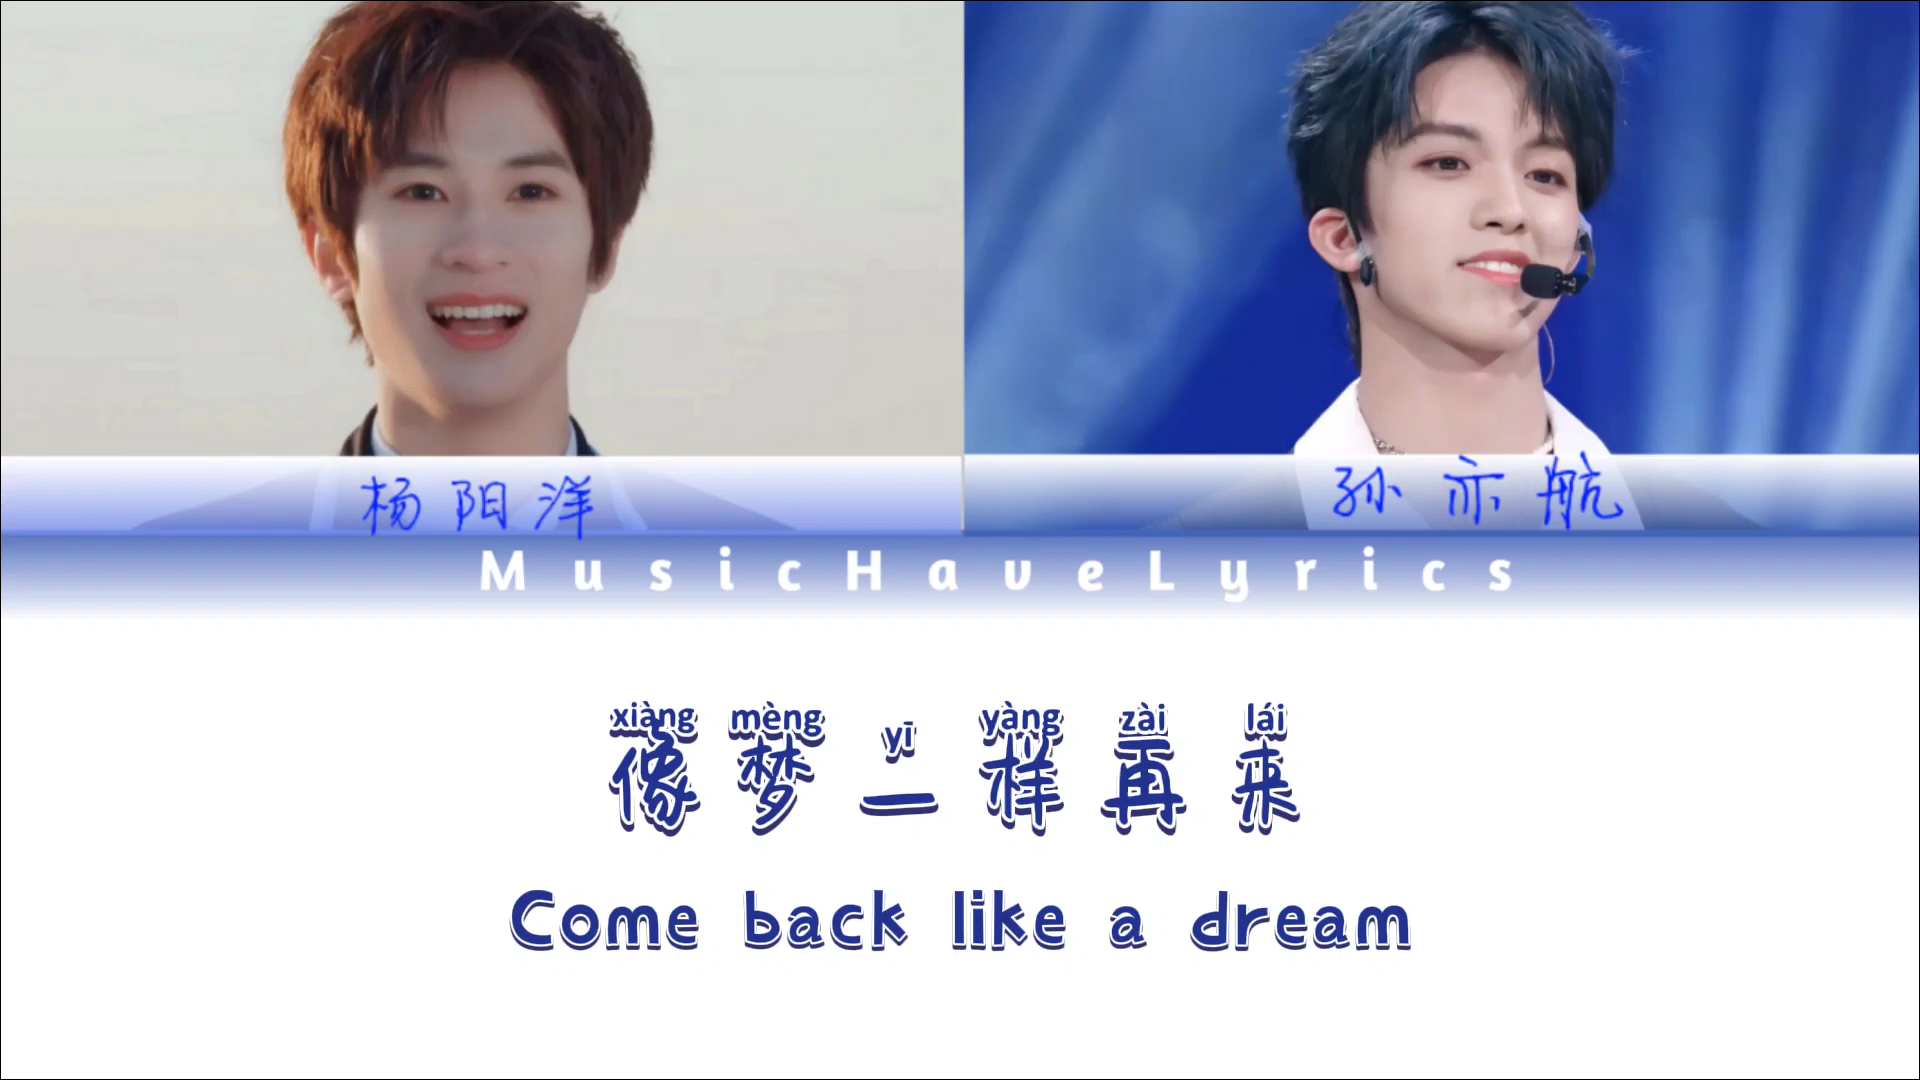 杨阳洋
孙亦航
MusicHaveLyrics
xiàng mèng yī yàng zài lái
像梦一样再来
Come back like a dream